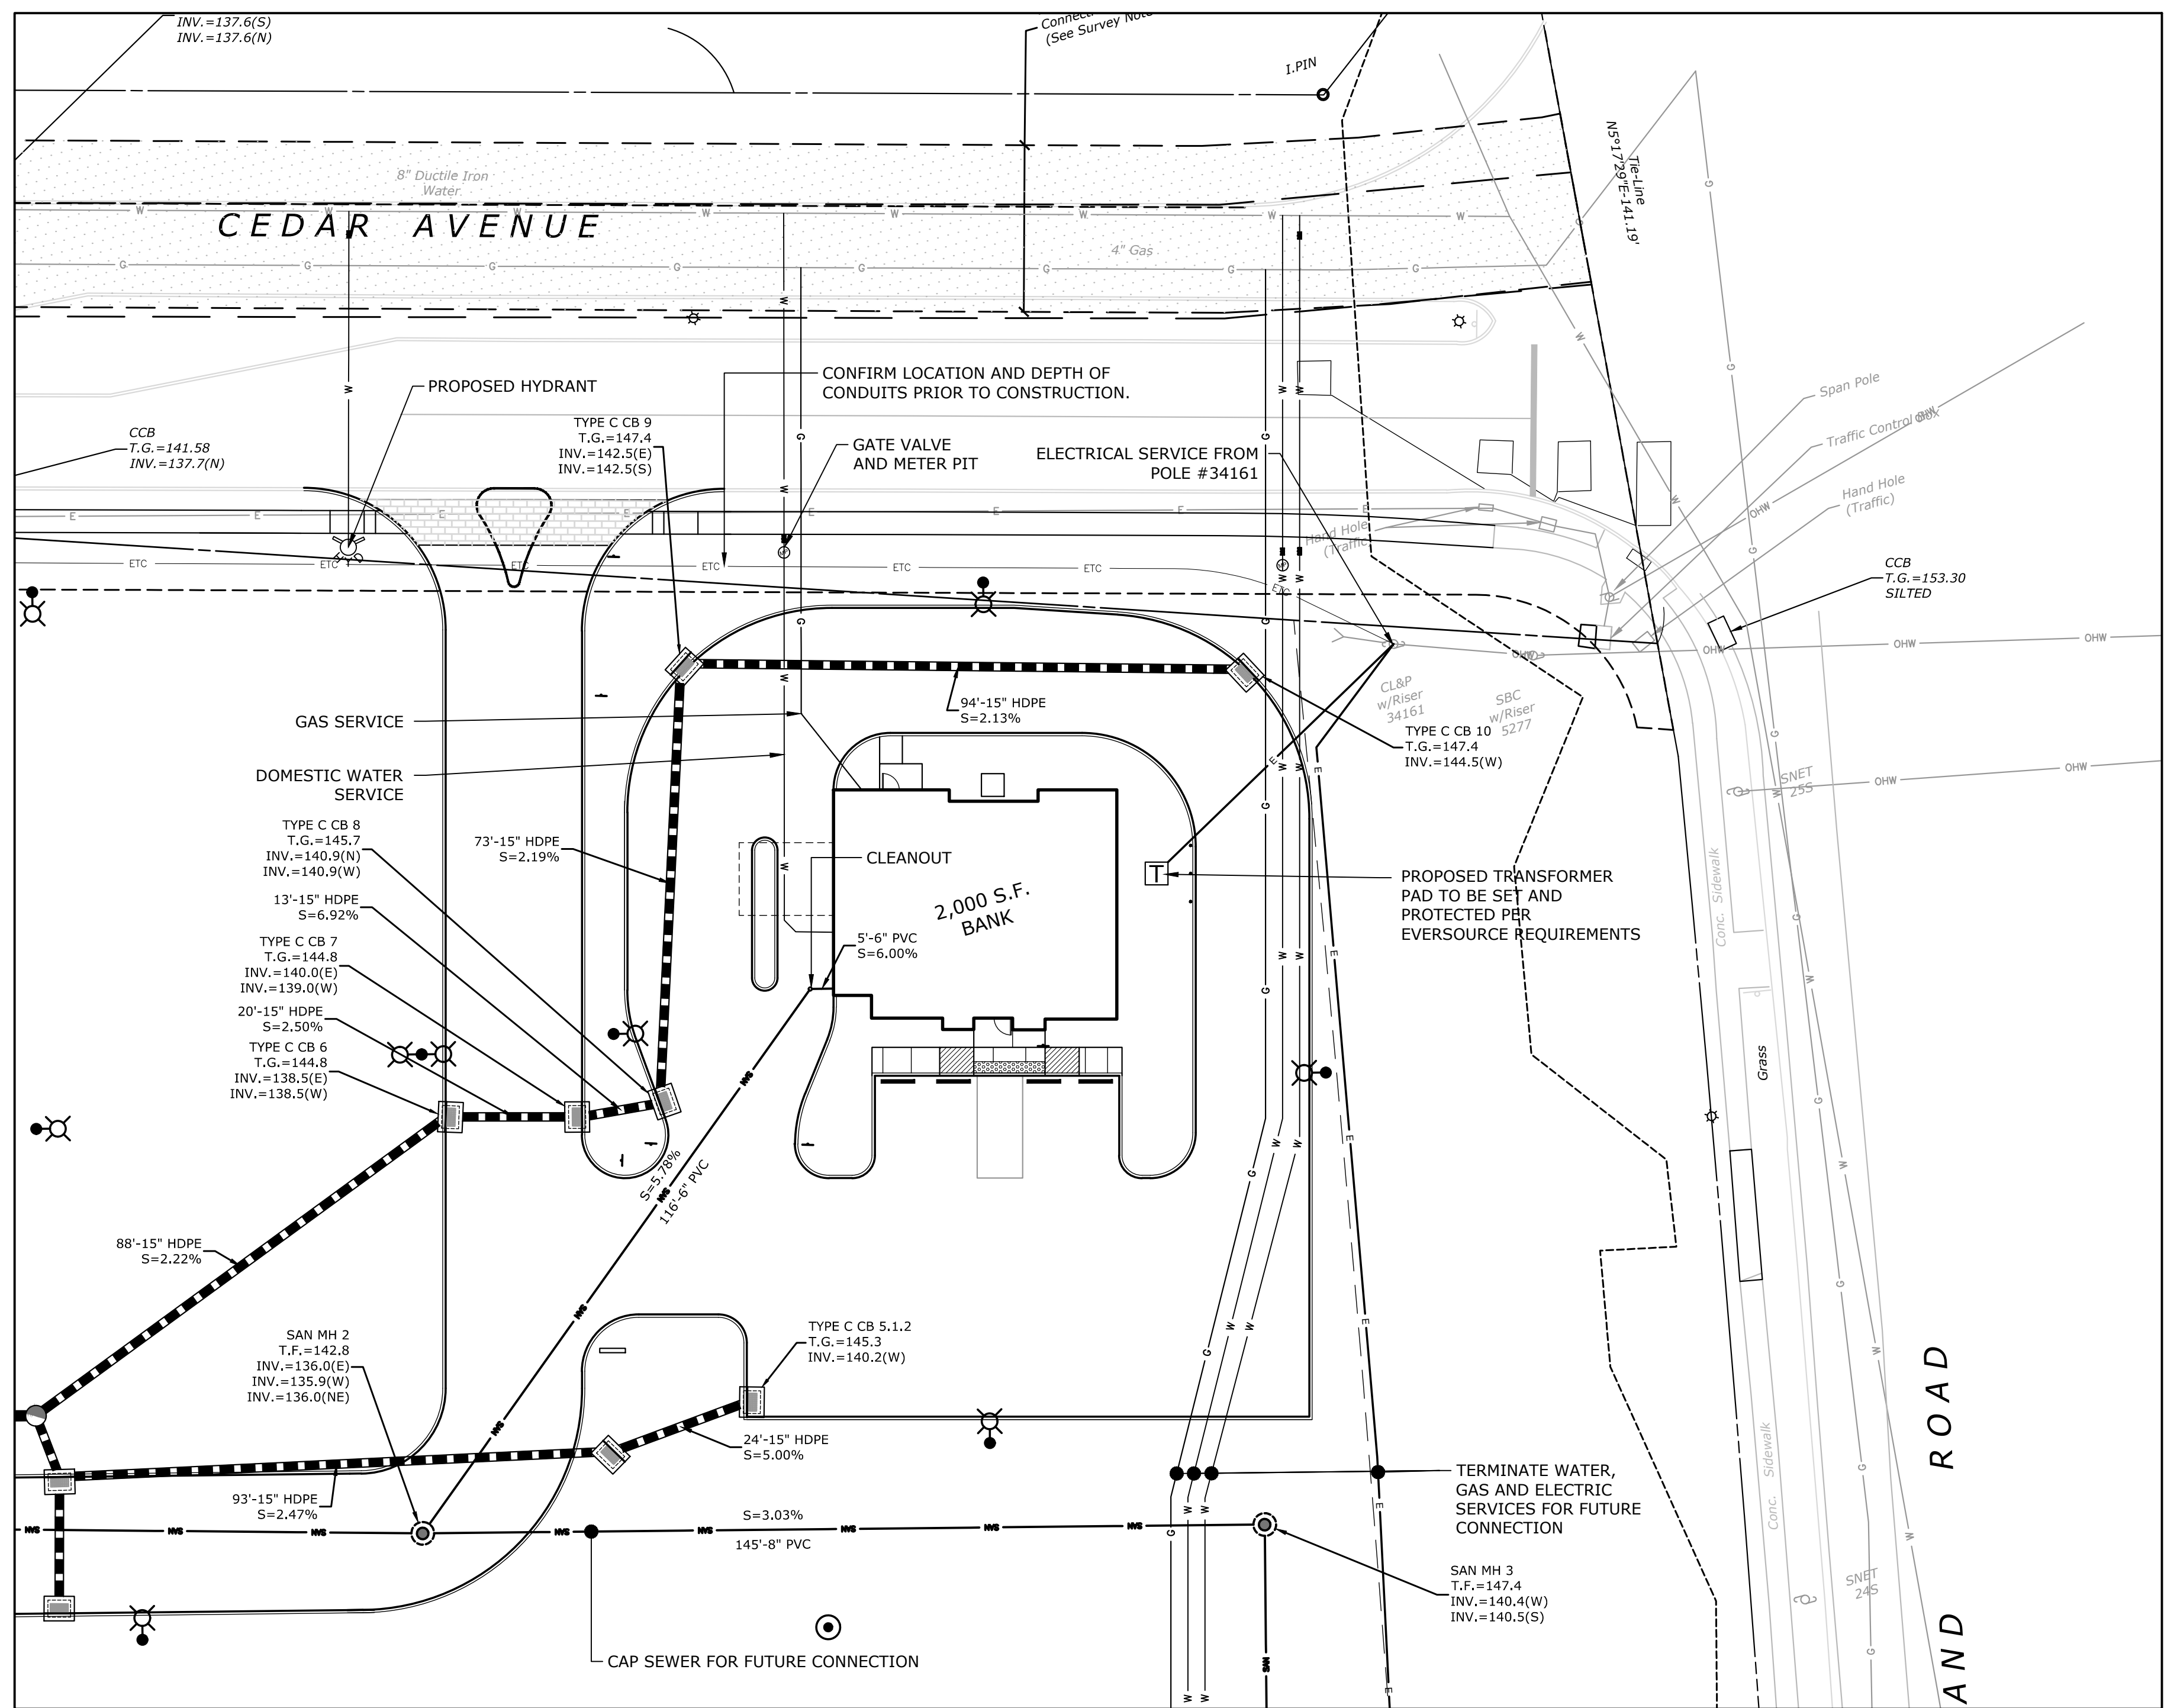 INV.=137.6(S)
INV.=137.6(N)
(See Survey Note
I.PIN
8" Ductile Iron
Water
CEDAR AVENUE
4" Gas
Tie-Line
N5°17'29"E-141.19'
PROPOSED HYDRANT
CONFIRM LOCATION AND DEPTH OF
CONDUITS PRIOR TO CONSTRUCTION.
CCB
T.G.=141.58
INV.=137.7(N)
TYPE C CB 9
T.G.=147.4
INV.=142.5(E)
INV.=142.5(S)
GATE VALVE
AND METER PIT
ELECTRICAL SERVICE FROM
POLE #34161
Span Pole
Traffic Control Box
Hand Hole
(Traffic)
Hand Hole
(Traffic
CCB
T.G.=153.30
SILTED
CL&P
w/Riser
34161
SBC
w/Riser
5277
94'-15" HDPE
S=2.13%
TYPE C CB 10
T.G.=147.4
INV.=144.5(W)
GAS SERVICE
DOMESTIC WATER
SERVICE
SNET
25S
TYPE C CB 8
T.G.=145.7
INV.=140.9(N)
INV.=140.9(W)
73'-15" HDPE
S=2.19%
CLEANOUT
2,000 S.F.
BANK
T
PROPOSED TRANSFORMER
PAD TO BE SET AND
PROTECTED PER
EVERSOURCE REQUIREMENTS
13'-15" HDPE
S=6.92%
5'-6" PVC
S=6.00%
TYPE C CB 7
T.G.=144.8
INV.=140.0(E)
INV.=139.0(W)
20'-15" HDPE
S=2.50%
TYPE C CB 6
T.G.=144.8
INV.=138.5(E)
INV.=138.5(W)
Conc. Sidewalk
Grass
S=5.78%
116'-6" PVC
88'-15" HDPE
S=2.22%
SAN MH 2
T.F.=142.8
INV.=136.0(E)
INV.=135.9(W)
INV.=136.0(NE)
TYPE C CB 5.1.2
T.G.=145.3
INV.=140.2(W)
24'-15" HDPE
S=5.00%
93'-15" HDPE
S=2.47%
S=3.03%
145'-8" PVC
TERMINATE WATER,
GAS AND ELECTRIC
SERVICES FOR FUTURE
CONNECTION
SAN MH 3
T.F.=147.4
INV.=140.4(W)
INV.=140.5(S)
CAP SEWER FOR FUTURE CONNECTION
Conc. Sidewalk
SNET
24S
AND ROAD